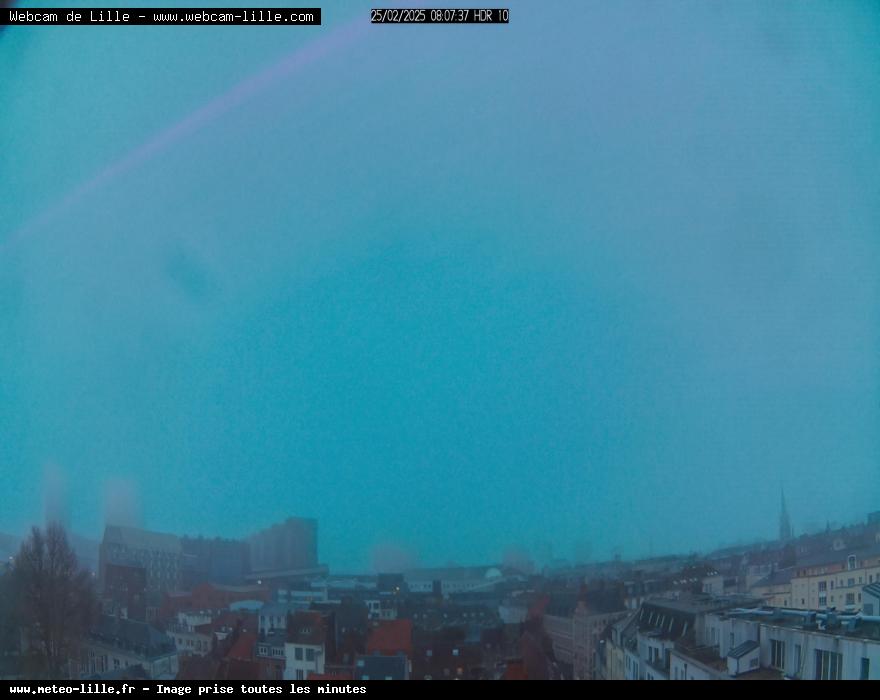 Webcam de Lille - www.webcam-lille.com
25/02/2025 08:07:37 HDR 10
www.meteo-lille.fr - Image prise toutes les minutes